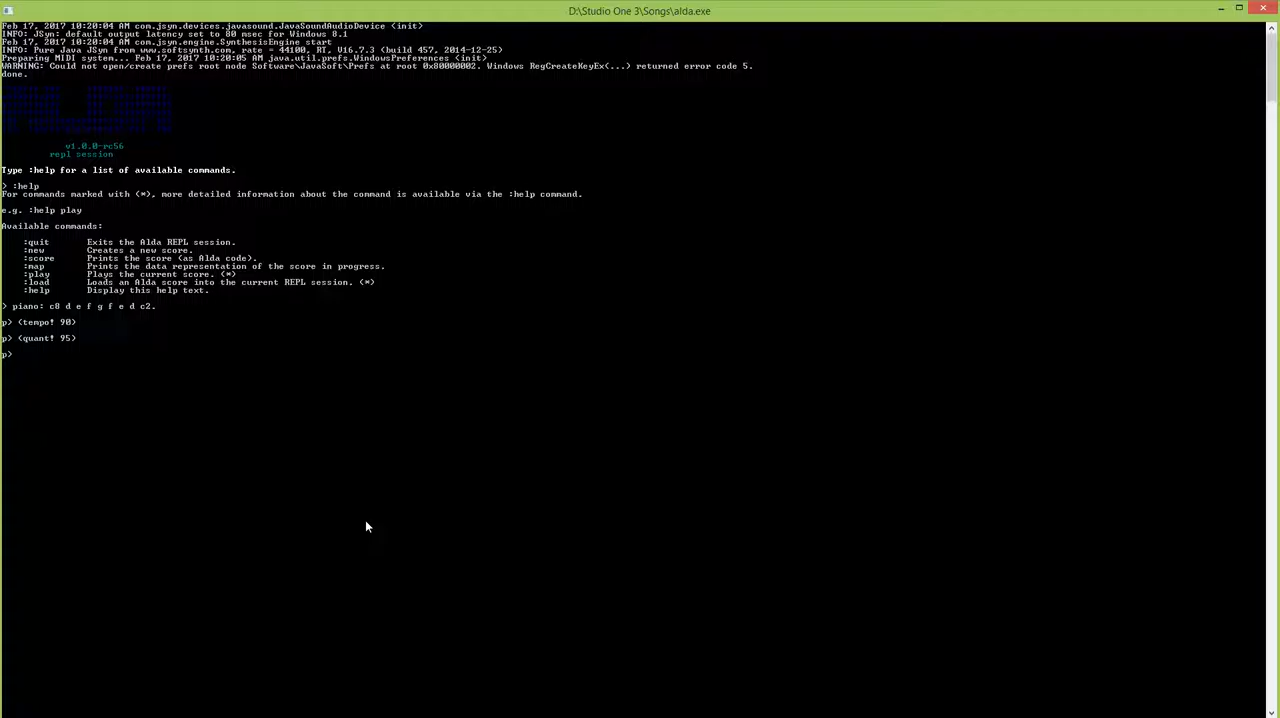 D:\Studio One 3\Songs\alda.exe
Feb 17, 2017 10:20:04 AM com.jsyn.devices.javasound.JavaSoundAudioDevice <init>
INFO: JSyn: default output latency set to 80 msec for Windows 8.1
Feb 17, 2017 10:20:04 AM com.jsyn.engine.SynthesisEngine start
INFO: Pure Java JSyn from www.softsynth.com, rate = 44100, RT, V16.7.3 (build 457, 2014-12-25)
Preparing MIDI system... Feb 17, 2017 10:20:05 AM java.util.prefs.WindowsPreferences <init>
WARNING: Could not open/create prefs root node Software\JavaSoft\Prefs at root 0x80000002. Windows RegCreateKeyEx(...) returned error code 5.
done.
v1.0.0-rc56
repl session
Type :help for a list of available commands.
> :help
For commands marked with (*), more detailed information about the command is available via the :help command.
e.g. :help play
Available commands:
:quit Exits the Alda REPL session.
:new Creates a new score.
:score Prints the score (as Alda code).
:map Prints the data representation of the score in progress.
:play Plays the current score. (*)
:load Loads an Alda score into the current REPL session. (*)
:help Display this help text.
> piano: c8 d e f g f e d c2.
p> (tempo! 90)
p> (quant! 95)
p>